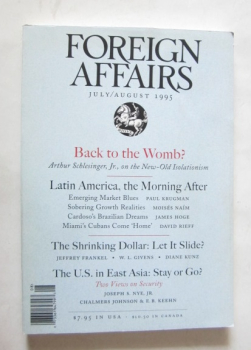 FOREIGN
AFFAIRS
JULY/AUGUST 1995
Back to the Womb?
Arthur Schlesinger, Jr., on the New-Old Isolationism
Latin America, the Morning After
Emerging Market Blues PAUL KRUGMAN
Sobering Growth Realities MOISÉS NAÍM
Cardoso's Brazilian Dreams JAMES HOGE
Miami's Cubans Come 'Home' DAVID RIEFF
The Shrinking Dollar: Let It Slide?
JEFFREY FRANKEL • W. L. GIVENS • DIANE KUNZ
The U.S. in East Asia: Stay or Go?
Two Views on Security
JOSEPH S. NYE, JR.
CHALMERS JOHNSON & E.B. KEEHN
$7.95 IN USA • IN CANADA